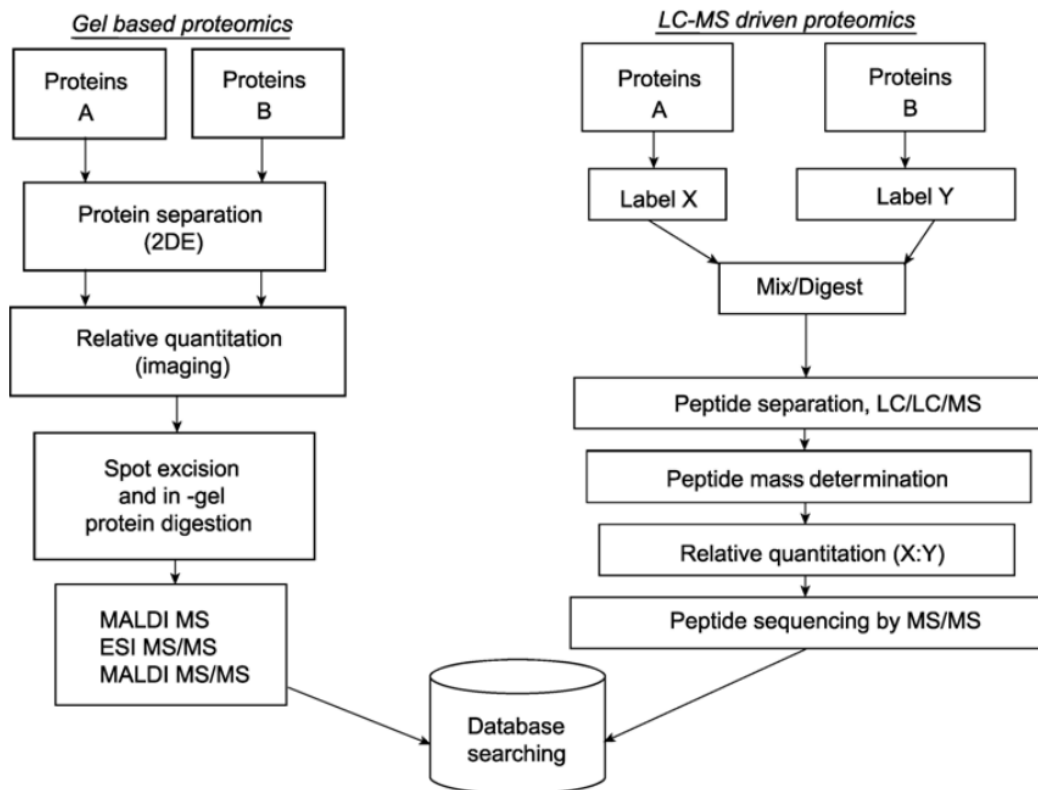 Gel based proteomics
Proteins
A
Proteins
B
Protein separation
(2DE)
Relative quantitation
(imaging)
Spot excision
and in -gel
protein digestion
MALDI MS
ESI MS/MS
MALDI MS/MS
LC-MS driven proteomics
Proteins
A
Proteins
B
Label X
Label Y
Mix/Digest
Peptide separation, LC/LC/MS
Peptide mass determination
Relative quantitation (X:Y)
Peptide sequencing by MS/MS
Database
searching